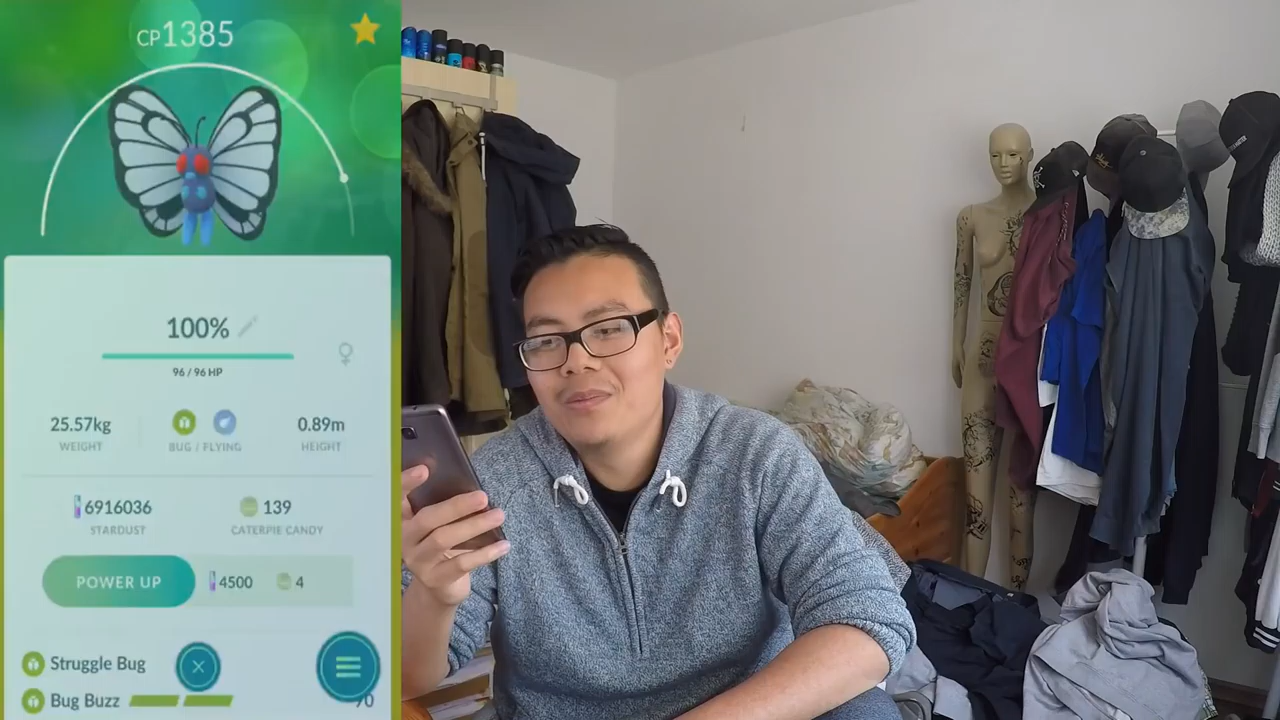 CP1385
100%
96 / 96 HP
25.57kg
WEIGHT
BUG / FLYING
0.89m
HEIGHT
6916036
STARDUST
139
CATERPIE CANDY
POWER UP
4500
4
Struggle Bug
Bug Buzz
90